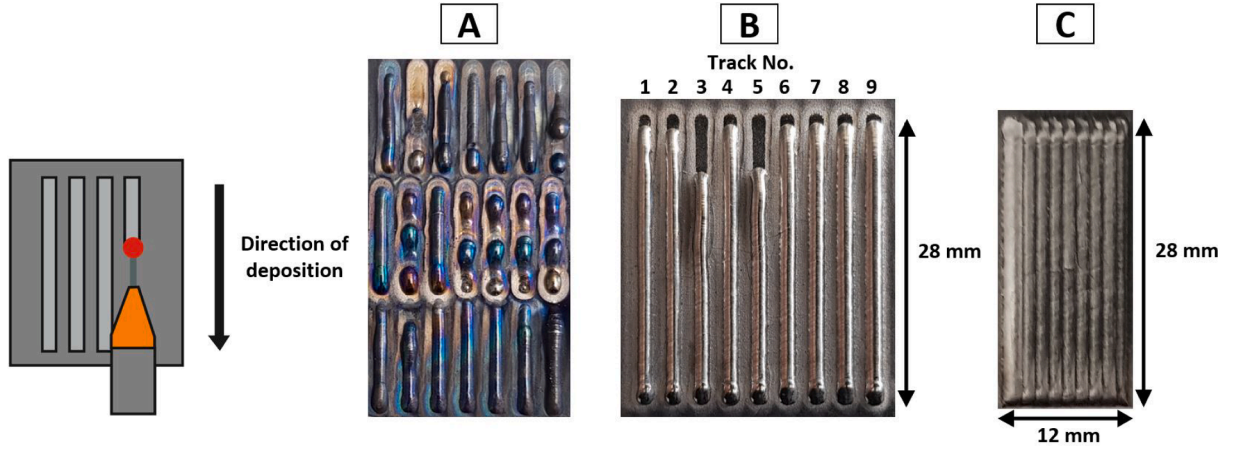 A
B
C
Track No.
1 2 3 4 5 6 7 8 9
Direction of
deposition
28 mm
28 mm
12 mm